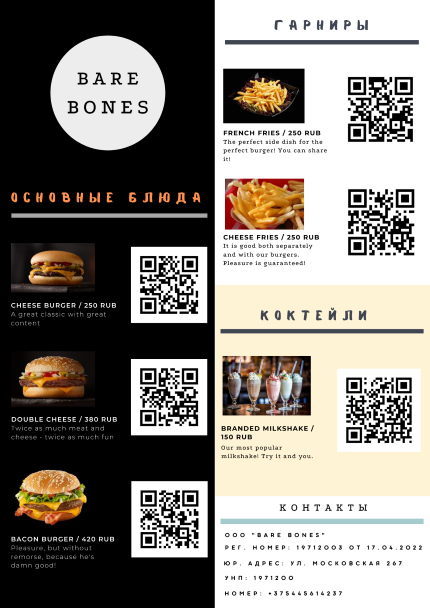 BARE
BONES
ОСНОВНЫЕ БЛЮДА
CHEESE BURGER / 250 RUB
A great classic with great
content
DOUBLE CHEESE / 380 RUB
Twice as much meat and
cheese - twice as much fun
BACON BURGER / 420 RUB
Pleasure, but without
remorse, because he's
damn good!
ГАРНИРЫ
FRENCH FRIES / 250 RUB
The perfect side dish for the
perfect burger! You can share
it!
CHEESE FRIES / 250 RUB
It is good both separately
and with our burgers.
Pleasure is guaranteed!
КОКТЕЙЛИ
BRANDED MILKSHAKE /
150 RUB
Our most popular
milkshake! Try it and you.
КОНТАКТЫ
ООО "BARE BONES"
РЕГ. НОМЕР: 19712003 ОТ 17.04.2022
ЮР. АДРЕС: УЛ. МОСКОВСКАЯ 267
УНП: 1971200
НОМЕР: +375445614237